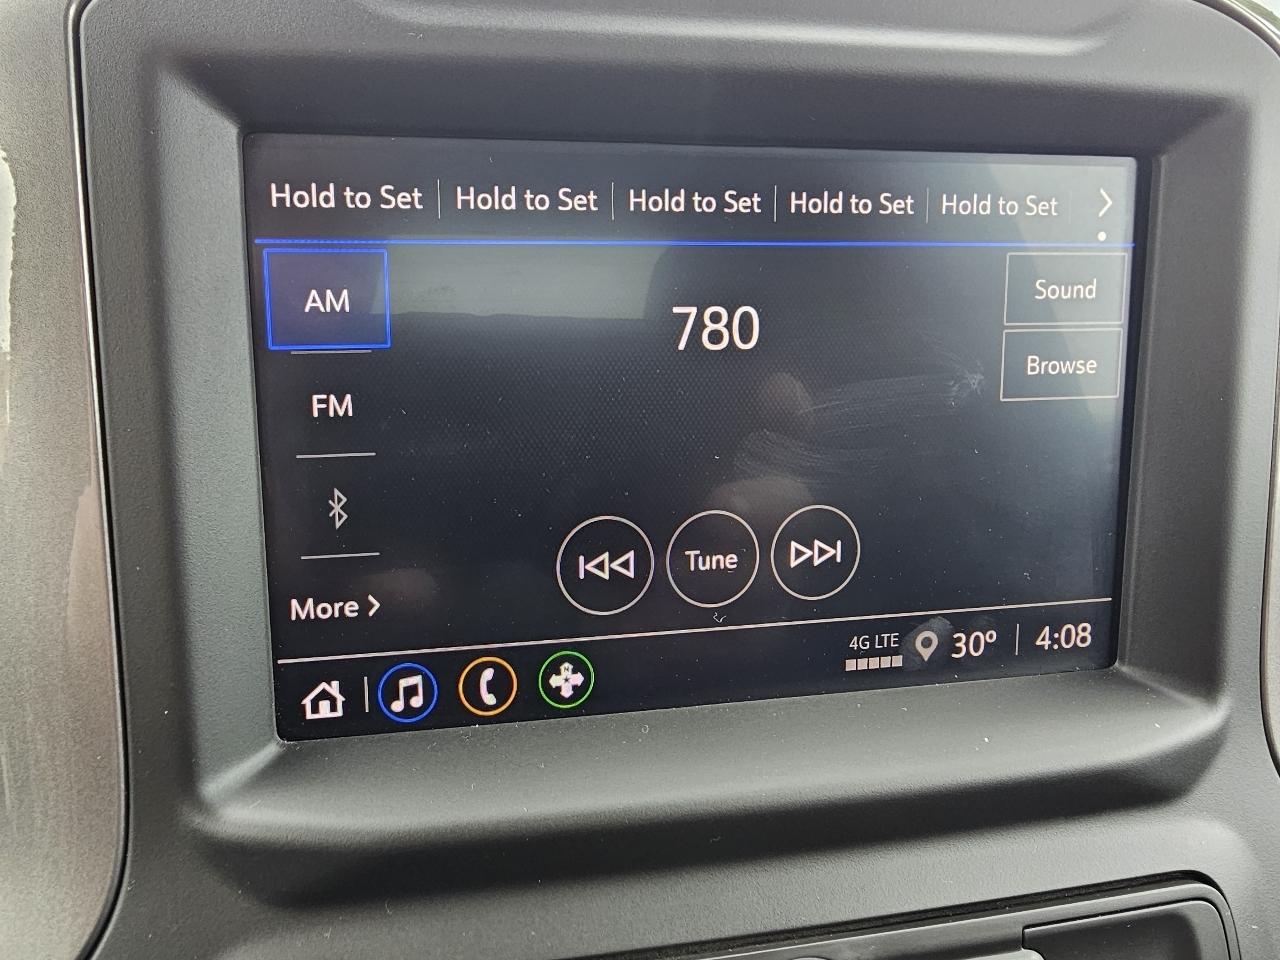 Hold to Set Hold to Set Hold to Set Hold to Set Hold to Set
AM
Sound
780
Browse
FM
Tune
More
4G LTE 30° 4:08
N